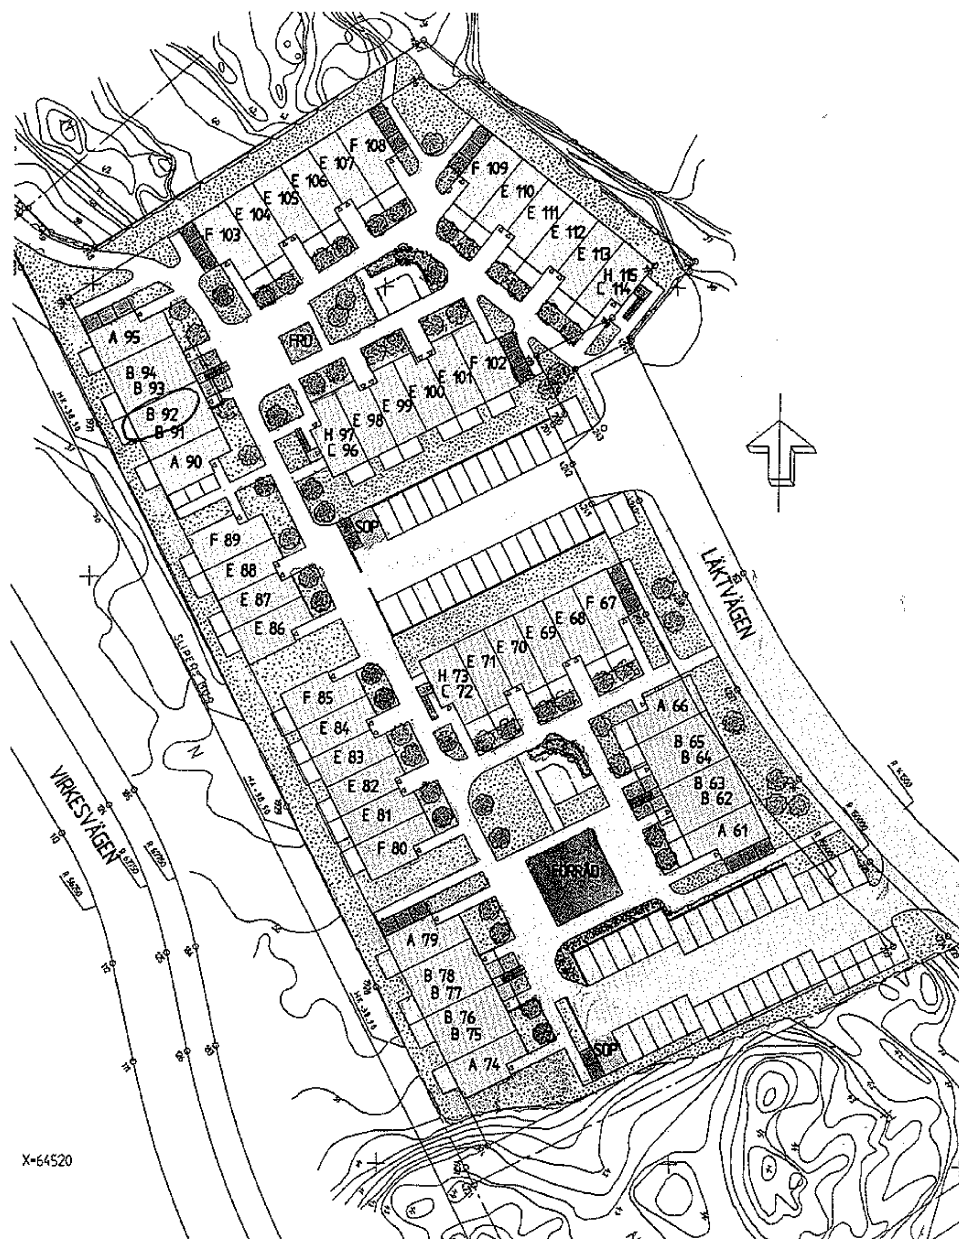 F 108
E 107
E 106
E 105
E 104
F 103
F 109
E 110
E 111
E 112
E 113
H 115
C 114
A 95
B 94
B 93
B 92
B 91
A 90
FRD
F 102
E 101
E 100
E 99
E 98
H 97
C 96
SOP
F 89
E 88
E 87
E 86
LÄKTVÄGEN
F 67
E 68
E 69
E 70
E 71
H 73
C 72
F 85
E 84
E 83
E 82
E 81
F 80
A 66
B 65
B 64
B 63
B 62
A 61
VIRKESVÄGEN
FÖRRÅD
A 79
B 78
B 77
B 76
B 75
A 74
SOP
X=64520